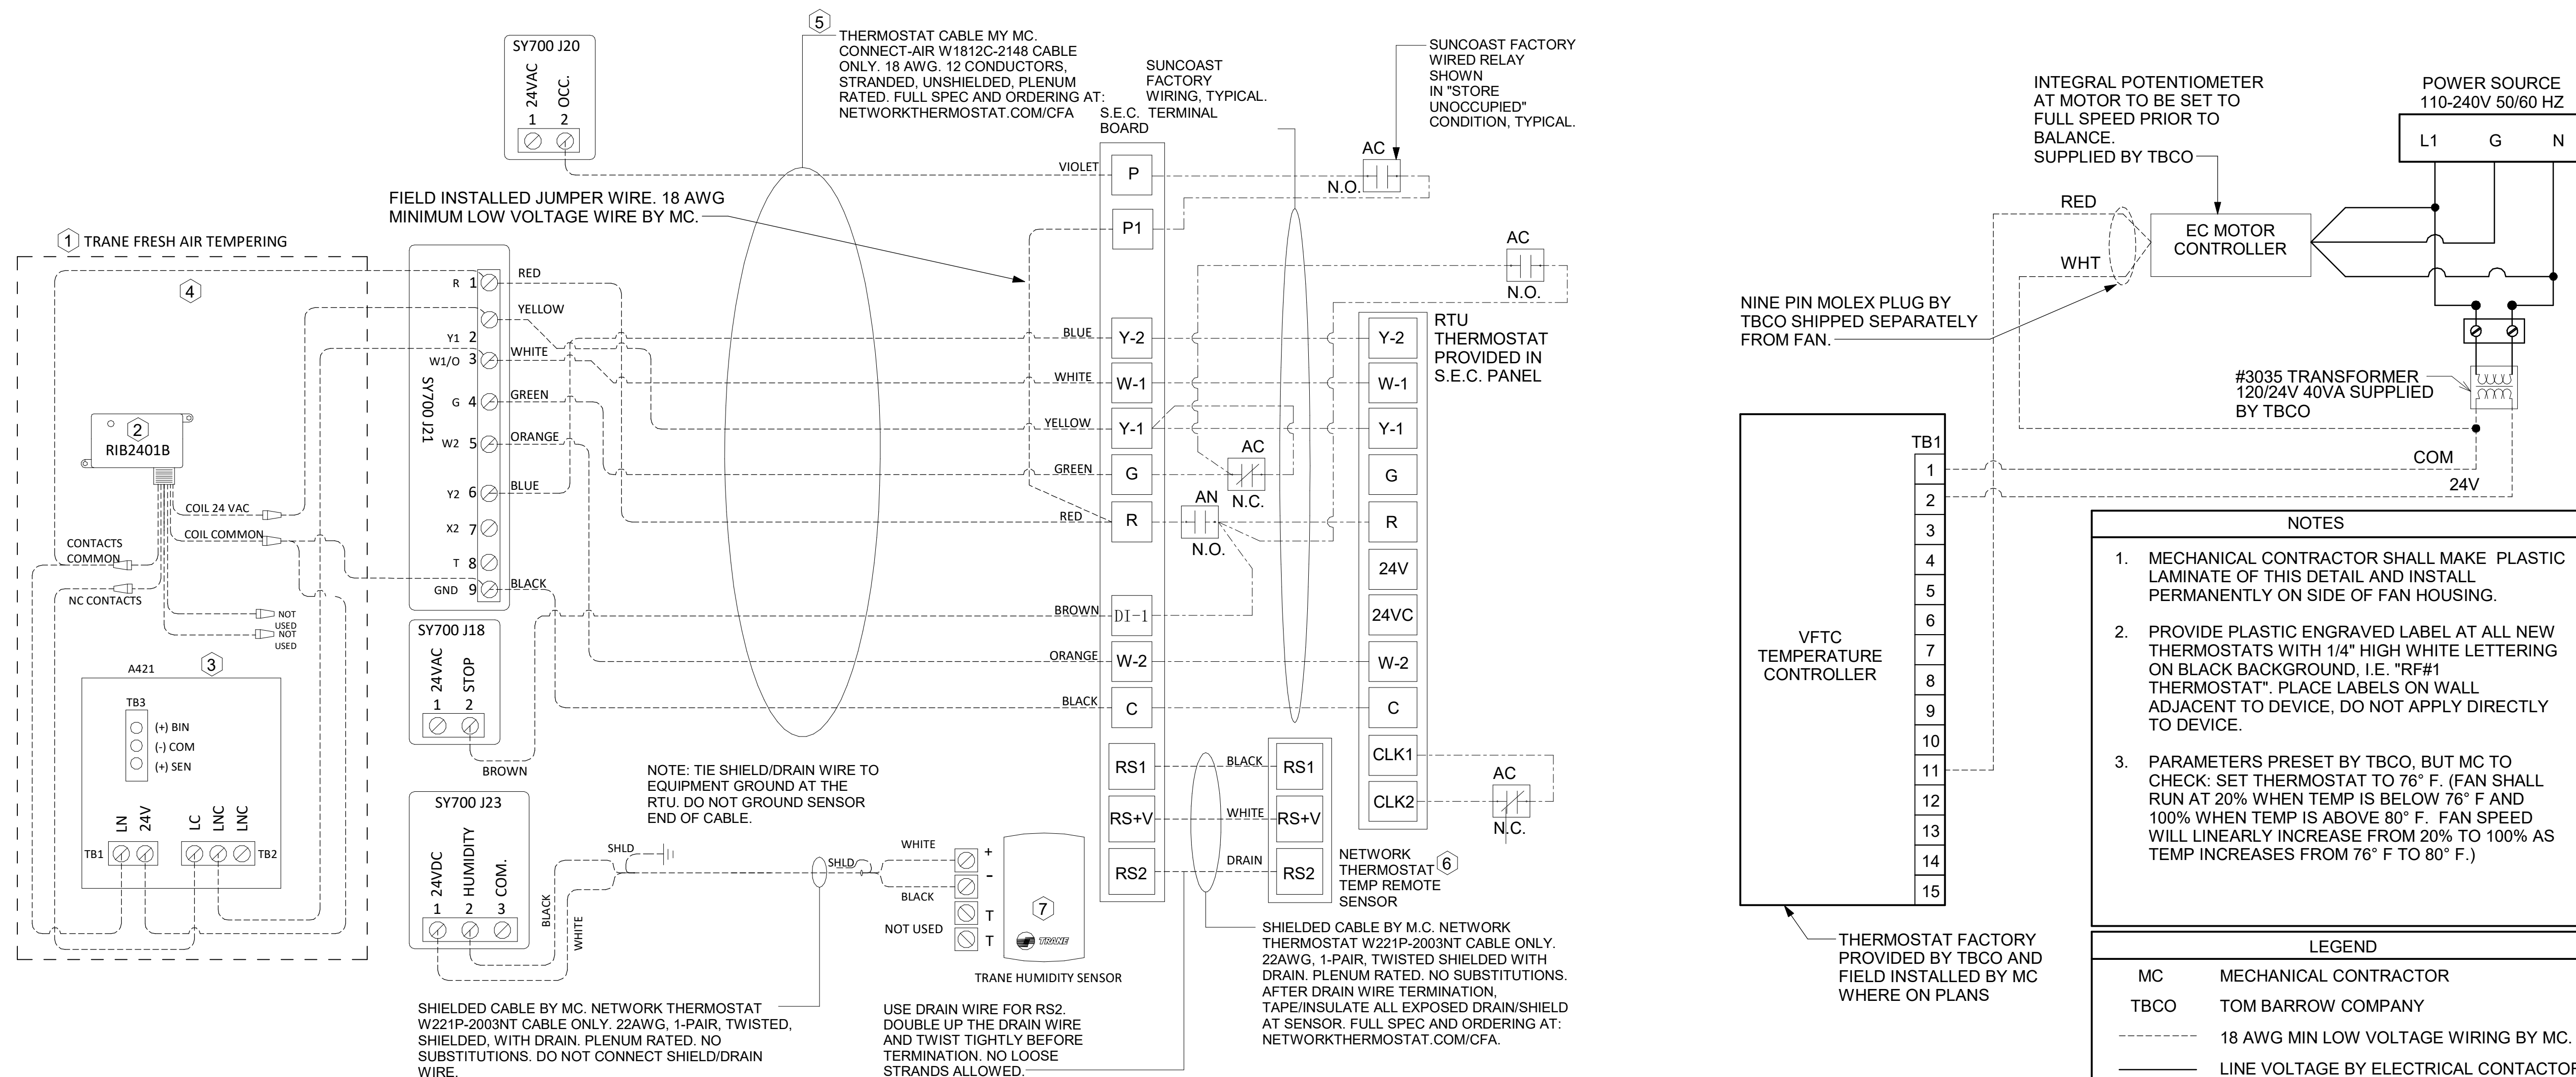 SY700 J20
24VAC
OCC.
1 2
5
THERMOSTAT CABLE MY MC.
CONNECT-AIR W1812C-2148 CABLE
ONLY. 18 AWG. 12 CONDUCTORS,
STRANDED, UNSHIELDED, PLENUM
RATED. FULL SPEC AND ORDERING AT:
NETWORKTHERMOSTAT.COM/CFA
SUNCOAST
FACTORY
WIRING, TYPICAL.
S.E.C. TERMINAL
BOARD
SUNCOAST FACTORY
WIRED RELAY
SHOWN
IN "STORE
UNOCCUPIED"
CONDITION, TYPICAL.
FIELD INSTALLED JUMPER WIRE. 18 AWG
MINIMUM LOW VOLTAGE WIRE BY MC.
1 TRANE FRESH AIR TEMPERING
4
2
RIB2401B
COIL 24 VAC
COIL COMMON
CONTACTS
COMMON
NC CONTACTS
NOT
USED
NOT
USED
A421
3
TB3
(+) BIN
(-) COM
(+) SEN
LN
24V
LC
LNC
LNC
TB1
TB2
SY700 J21
R 1
Y1 2
W1/O 3
G 4
W2 5
Y2 6
X2 7
T 8
GND 9
RED
YELLOW
WHITE
GREEN
ORANGE
BLUE
BLACK
SY700 J18
24VAC
STOP
1 2
BROWN
SY700 J23
24VDC
HUMIDITY
COM.
1 2 3
BLACK
WHITE
NOTE: TIE SHIELD/DRAIN WIRE TO
EQUIPMENT GROUND AT THE
RTU. DO NOT GROUND SENSOR
END OF CABLE.
SHLD
SHLD
WHITE
BLACK
NOT USED
+
-
T
T
7
TRANE
TRANE HUMIDITY SENSOR
SHIELDED CABLE BY MC. NETWORK THERMOSTAT
W221P-2003NT CABLE ONLY. 22AWG, 1-PAIR, TWISTED,
SHIELDED, WITH DRAIN. PLENUM RATED. NO
SUBSTITUTIONS. DO NOT CONNECT SHIELD/DRAIN
WIRE.
USE DRAIN WIRE FOR RS2.
DOUBLE UP THE DRAIN WIRE
AND TWIST TIGHTLY BEFORE
TERMINATION. NO LOOSE
STRANDS ALLOWED.
VIOLET
BLUE
WHITE
YELLOW
GREEN
RED
BROWN
ORANGE
BLACK
P
P1
Y-2
W-1
Y-1
G
R
DI-1
W-2
C
RS1
RS+V
RS2
AC
N.O.
AC
N.O.
AC
N.C.
AN
N.O.
AC
N.C.
RTU
THERMOSTAT
PROVIDED IN
S.E.C. PANEL
Y-2
W-1
Y-1
G
R
24V
24VC
W-2
C
CLK1
CLK2
BLACK
WHITE
DRAIN
RS1
RS+V
RS2
NETWORK
THERMOSTAT 6
TEMP REMOTE
SENSOR
SHIELDED CABLE BY M.C. NETWORK
THERMOSTAT W221P-2003NT CABLE ONLY.
22AWG, 1-PAIR, TWISTED SHIELDED WITH
DRAIN. PLENUM RATED. NO SUBSTITUTIONS.
AFTER DRAIN WIRE TERMINATION,
TAPE/INSULATE ALL EXPOSED DRAIN/SHIELD
AT SENSOR. FULL SPEC AND ORDERING AT:
NETWORKTHERMOSTAT.COM/CFA.
INTEGRAL POTENTIOMETER
AT MOTOR TO BE SET TO
FULL SPEED PRIOR TO
BALANCE.
SUPPLIED BY TBCO
POWER SOURCE
110-240V 50/60 HZ
L1 G N
RED
WHT
EC MOTOR
CONTROLLER
NINE PIN MOLEX PLUG BY
TBCO SHIPPED SEPARATELY
FROM FAN.
#3035 TRANSFORMER
120/24V 40VA SUPPLIED
BY TBCO
COM
24V
TB1
1
2
3
4
5
6
7
8
9
10
11
12
13
14
15
VFTC
TEMPERATURE
CONTROLLER
THERMOSTAT FACTORY
PROVIDED BY TBCO AND
FIELD INSTALLED BY MC
WHERE ON PLANS
NOTES
1. MECHANICAL CONTRACTOR SHALL MAKE PLASTIC
LAMINATE OF THIS DETAIL AND INSTALL
PERMANENTLY ON SIDE OF FAN HOUSING.
2. PROVIDE PLASTIC ENGRAVED LABEL AT ALL NEW
THERMOSTATS WITH 1/4" HIGH WHITE LETTERING
ON BLACK BACKGROUND, I.E. "RF#1
THERMOSTAT". PLACE LABELS ON WALL
ADJACENT TO DEVICE, DO NOT APPLY DIRECTLY
TO DEVICE.
3. PARAMETERS PRESET BY TBCO, BUT MC TO
CHECK: SET THERMOSTAT TO 76° F. (FAN SHALL
RUN AT 20% WHEN TEMP IS BELOW 76° F AND
100% WHEN TEMP IS ABOVE 80° F. FAN SPEED
WILL LINEARLY INCREASE FROM 20% TO 100% AS
TEMP INCREASES FROM 76° F TO 80° F.)
LEGEND
MC MECHANICAL CONTRACTOR
TBCO TOM BARROW COMPANY
18 AWG MIN LOW VOLTAGE WIRING BY MC.
LINE VOLTAGE BY ELECTRICAL CONTACTOR